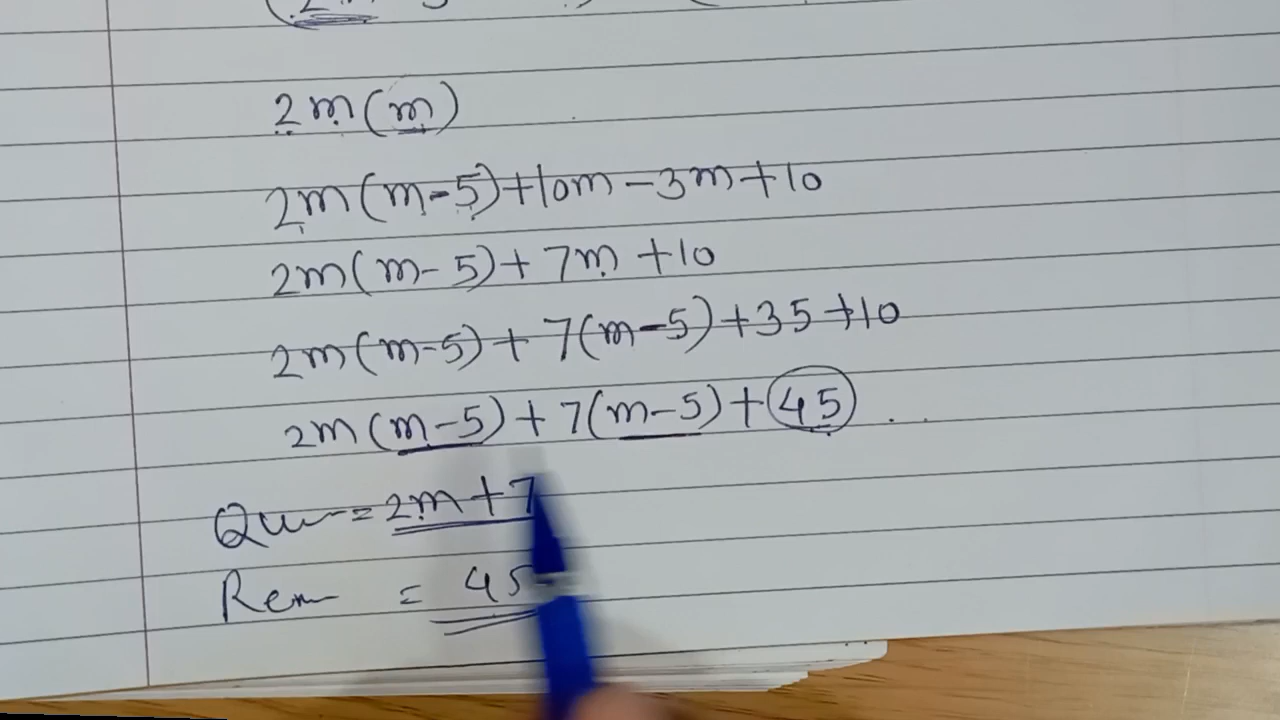 2m(m)
2m(m-5)+10m-3m+10
2m(m-5)+7m+10
2m(m-5)+7(m-5)+35+10
2m(m-5)+7(m-5)+45 ..
Qu = 2m+7
Rem = 45